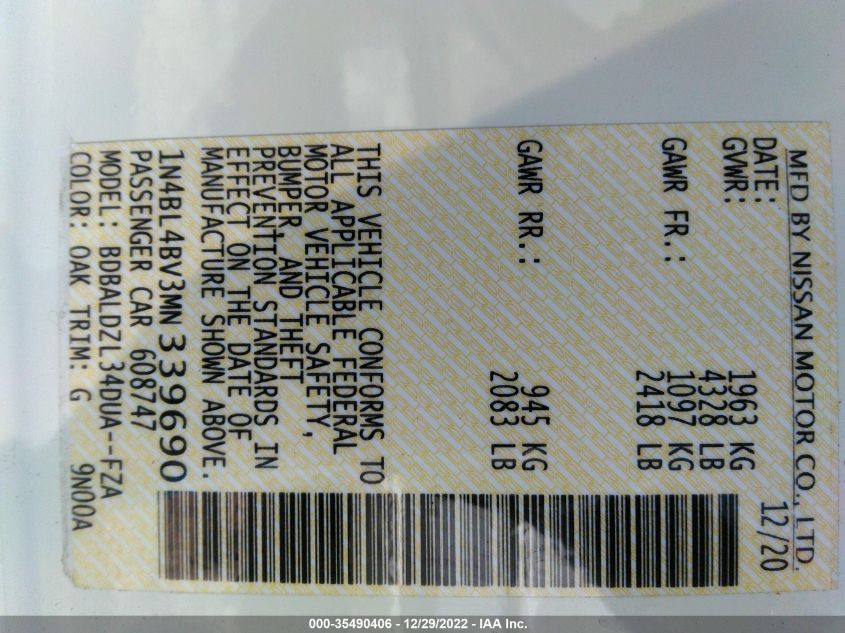 MFD BY NISSAN MOTOR CO., LTD.
DATE: 12/20
GVWR: 1963 KG
4328 LB
GAWR FR.: 1097 KG
2418 LB
GAWR RR.: 945 KG
2083 LB
THIS VEHICLE CONFORMS TO
ALL APPLICABLE FEDERAL
MOTOR VEHICLE SAFETY,
BUMPER, AND THEFT
PREVENTION STANDARDS IN
EFFECT ON THE DATE OF
MANUFACTURE SHOWN ABOVE.
1N4BL4BV3MN339690
PASSENGER CAR 608747
MODEL: BDBALDZL34DUA--FZA
COLOR: QAK TRIM: G 9N00A
000-35490406 - 12/29/2022 - IAA Inc.